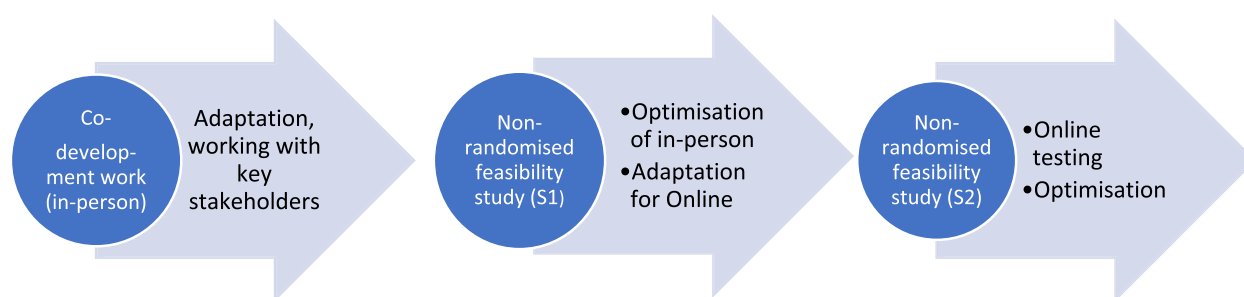 Co-
develop-
ment work
(in-person)
Adaptation,
working with
key
stakeholders
Non-
randomised
feasibility
study (S1)
•Optimisation
of in-person
•Adaptation
for Online
Non-
randomised
feasibility
study (S2)
•Online
testing
•Optimisation